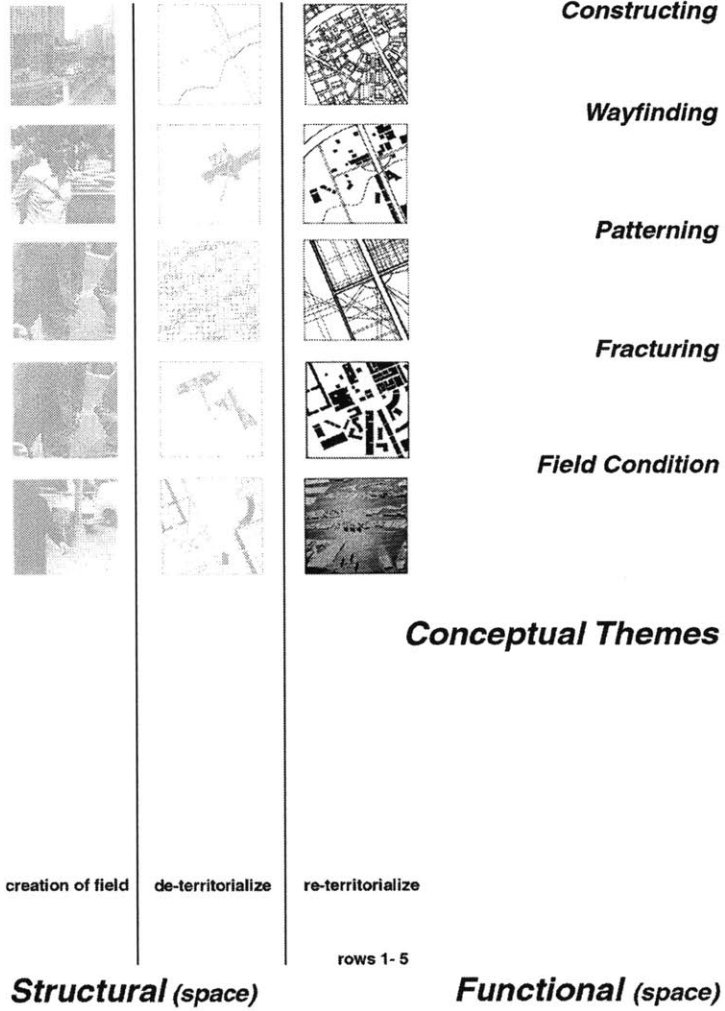 Constructing
Wayfinding
Patterning
Fracturing
Field Condition
Conceptual Themes
creation of field
de-territorialize
re-territorialize
rows 1- 5
Structural (space)
Functional (space)